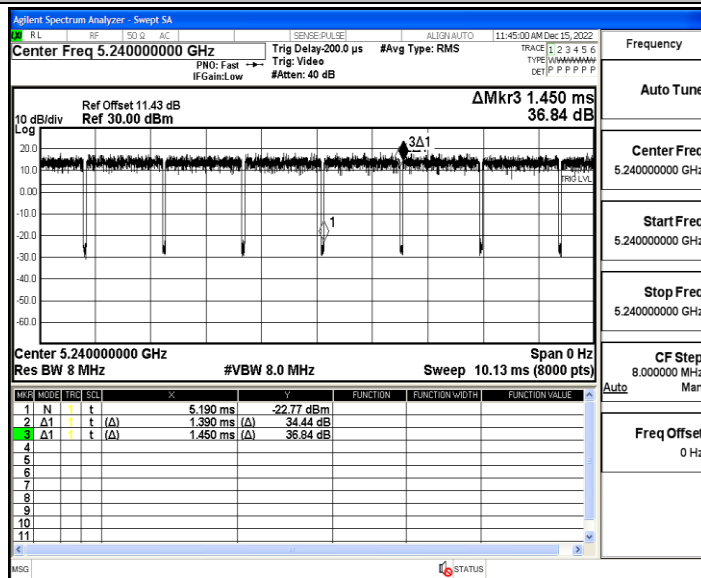 Agilent Spectrum Analyzer - Swept SA
RL RF 50 Ω AC SENSE:PULSE ALIGN AUTO 11:45:00 AM Dec 15, 2022
Center Freq 5.240000000 GHz
PNO: Fast
IFGain:Low
Trig Delay-200.0 µs
Trig: Video
#Atten: 40 dB
#Avg Type: RMS
TRACE 1 2 3 4 5 6
TYPE
DET P P P P P P
Ref Offset 11.43 dB
10 dB/div Ref 30.00 dBm
Log
ΔMkr3 1.450 ms
36.84 dB
20.0
10.0
0.00
-10.0
-20.0
-30.0
-40.0
-50.0
-60.0
3Δ1
TRIG LVL
1
Center 5.240000000 GHz Span 0 Hz
Res BW 8 MHz #VBW 8.0 MHz Sweep 10.13 ms (8000 pts)
MKR MODE TRC SCL X Y FUNCTION FUNCTION WIDTH FUNCTION VALUE
1 N t 5.190 ms -22.77 dBm
2 Δ1 t (Δ) 1.390 ms (Δ) 34.44 dB
3 Δ1 t (Δ) 1.450 ms (Δ) 36.84 dB
4
5
6
7
8
9
10
11
MSG STATUS
Frequency
Auto Tune
Center Freq
5.240000000 GHz
Start Freq
5.240000000 GHz
Stop Freq
5.240000000 GHz
CF Step
8.000000 MHz
Auto Man
Freq Offset
0 Hz